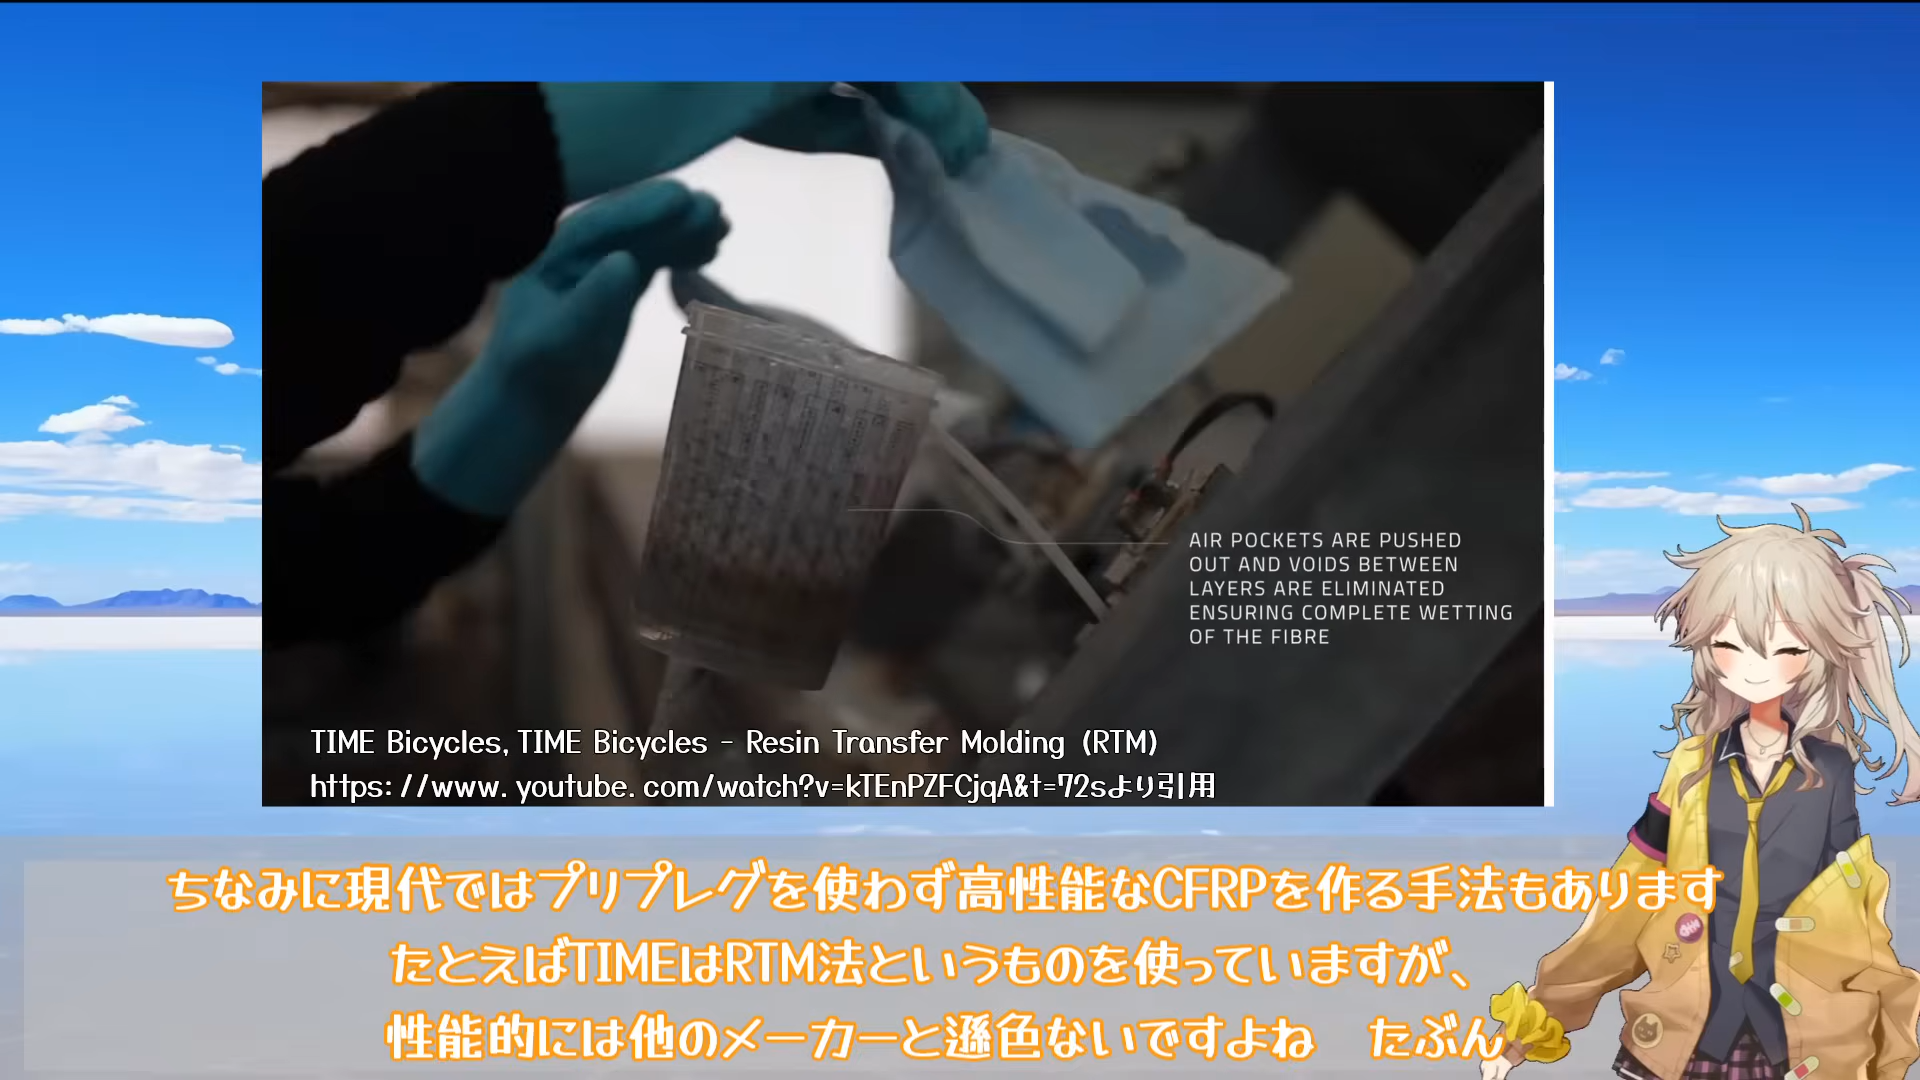 AIR POCKETS ARE PUSHED
OUT AND VOIDS BETWEEN
LAYERS ARE ELIMINATED
ENSURING COMPLETE WETTING
OF THE FIBRE
TIME Bicycles, TIME Bicycles - Resin Transfer Molding (RTM)
https://www.youtube.com/watch?v=kTEnPZFCjqA&t=72sより引用
ちなみに現代ではプリプレグを使わず高性能なCFRPを作る手法もあります
たとえばTIMEはRTM法というものを使っていますが、
性能的には他のメーカーと遜色ないですよね　たぶん